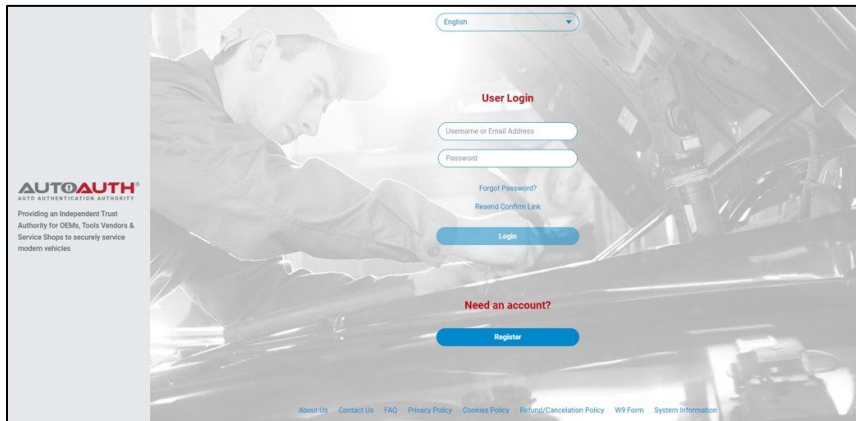 English
User Login
Username or Email Address
Password
Forgot Password?
Resend Confirm Link
Login
AUTOAUTH®
AUTO AUTHENTICATION AUTHORITY
Providing an Independent Trust
Authority for OEMs, Tools Vendors &
Service Shops to securely service
modern vehicles
Need an account?
Register
About Us Contact Us FAQ Privacy Policy Cookies Policy Refund/Cancelation Policy W9 Form System Information